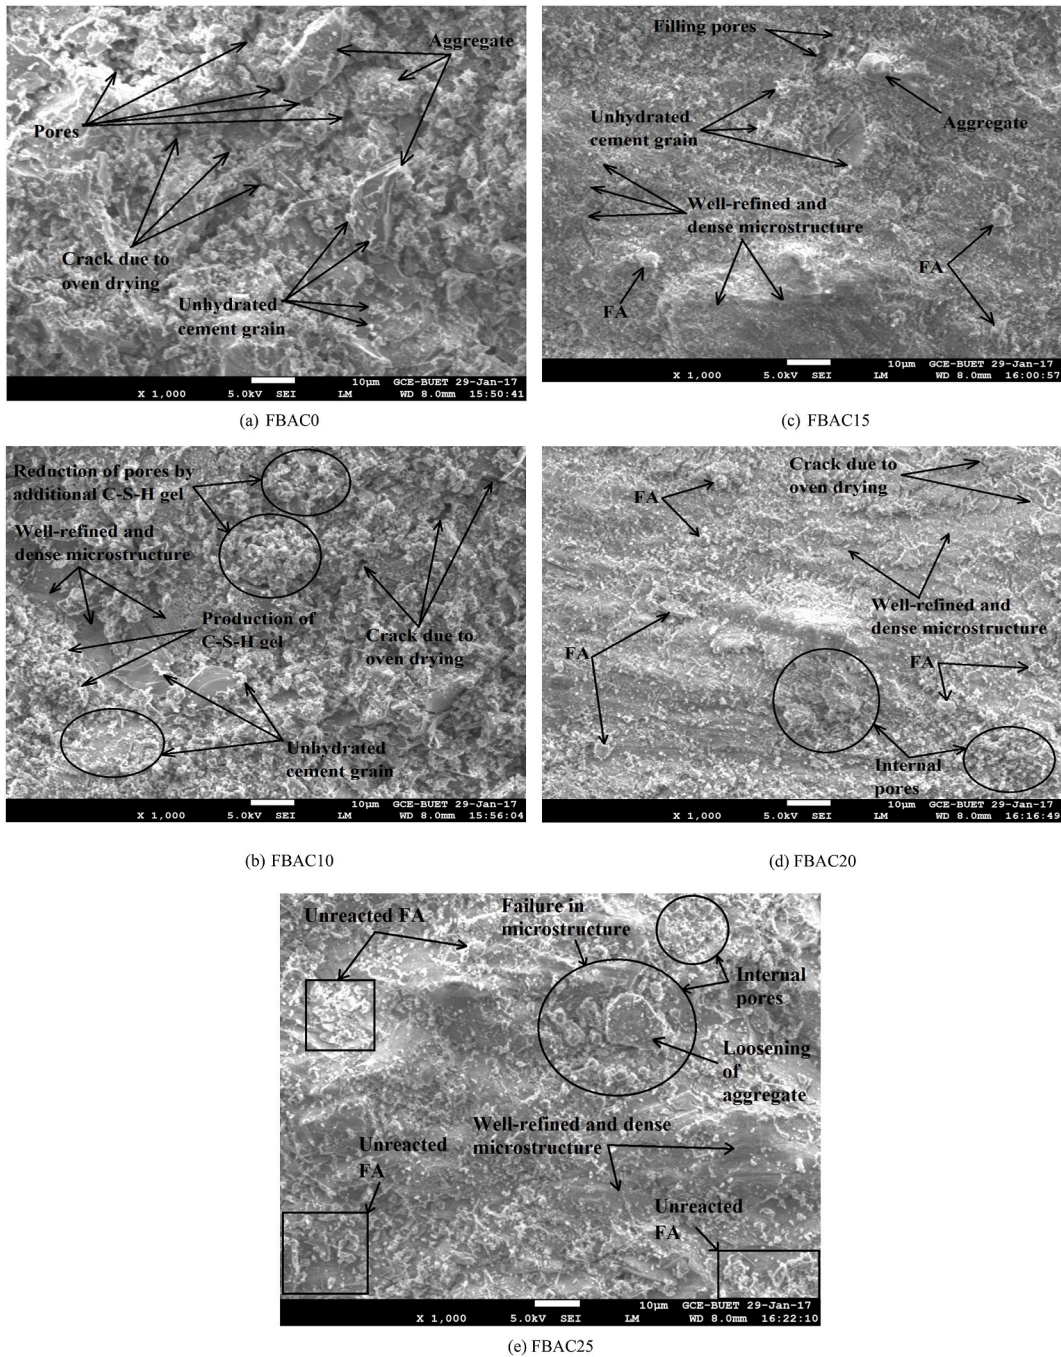 Aggregate
Pores
Crack due to
oven drying
Unhydrated
cement grain
10µm GCE-BUET 29-Jan-17
X 1,000 5.0kV SEI LM WD 8.0mm 15:50:41
(a) FBAC0
Filling pores
Unhydrated
cement grain
Aggregate
Well-refined and
dense microstructure
FA
FA
10µm GCE-BUET 29-Jan-17
X 1,000 5.0kV SEI LM WD 8.0mm 16:00:57
(c) FBAC15
Reduction of pores by
additional C-S-H gel
Well-refined and
dense microstructure
Production of
C-S-H gel
Crack due to
oven drying
Unhydrated
cement grain
10µm GCE-BUET 29-Jan-17
X 1,000 5.0kV SEI LM WD 8.0mm 15:56:04
(b) FBAC10
Crack due to
oven drying
FA
Well-refined and
dense microstructure
FA
FA
Internal
pores
10µm GCE-BUET 29-Jan-17
X 1,000 5.0kV SEI LM WD 8.0mm 16:16:49
(d) FBAC20
Unreacted FA
Failure in
microstructure
Internal
pores
Loosening
of
aggregate
Well-refined and dense
microstructure
Unreacted
FA
Unreacted
FA
10µm GCE-BUET 29-Jan-17
X 1,000 5.0kV SEI LM WD 8.0mm 16:22:10
(e) FBAC25